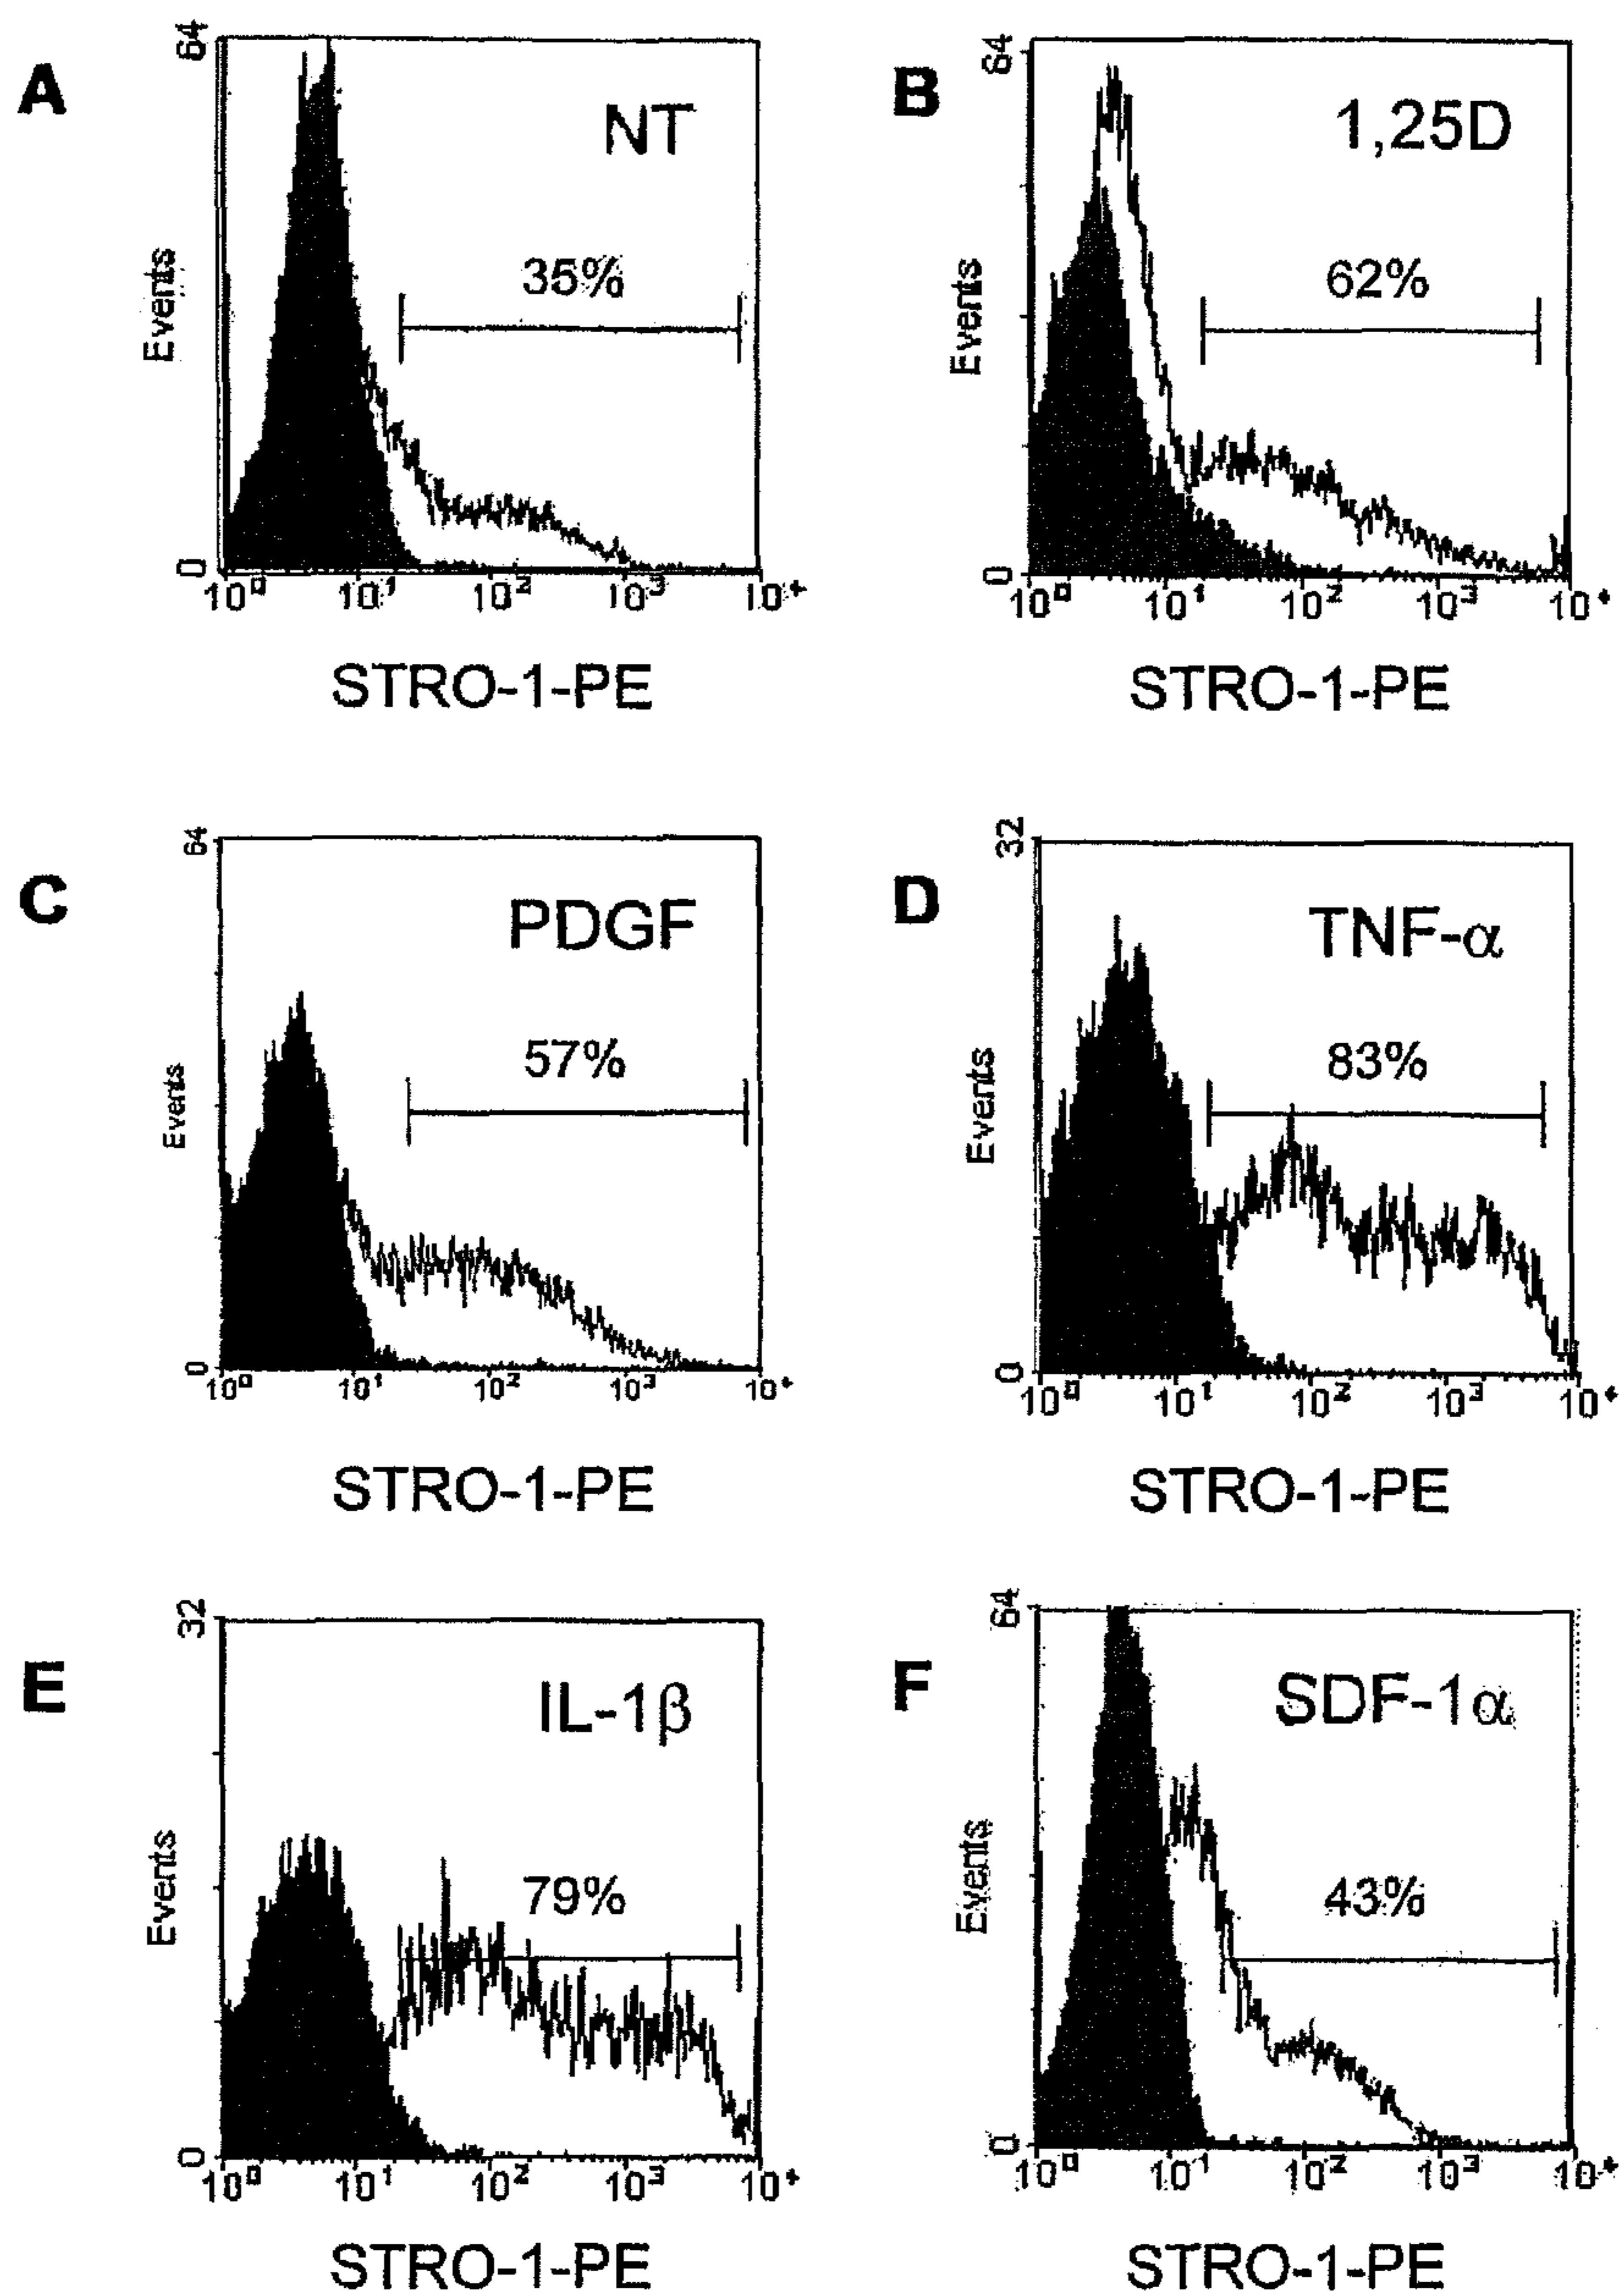 A
64
NT
35%
Events
0
10⁰ 10¹ 10² 10³ 10⁴
STRO-1-PE
B
64
1,25D
62%
Events
0
10⁰ 10¹ 10² 10³ 10⁴
STRO-1-PE
C
64
PDGF
57%
Events
0
10⁰ 10¹ 10² 10³ 10⁴
STRO-1-PE
D
32
TNF-α
83%
Events
0
10⁰ 10¹ 10² 10³ 10⁴
STRO-1-PE
E
32
IL-1β
79%
Events
0
10⁰ 10¹ 10² 10³ 10⁴
STRO-1-PE
F
64
SDF-1α
43%
Events
0
10⁰ 10¹ 10² 10³ 10⁴
STRO-1-PE